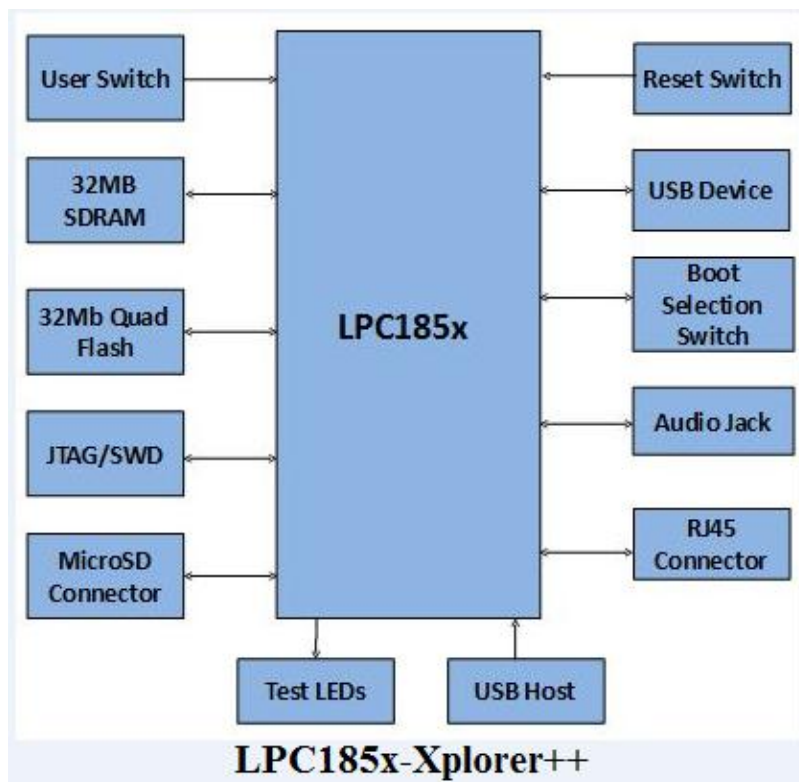 User Switch
32MB
SDRAM
32Mb Quad
Flash
JTAG/SWD
MicroSD
Connector
LPC185x
Reset Switch
USB Device
Boot
Selection
Switch
Audio Jack
RJ45
Connector
Test LEDs
USB Host
LPC185x-Xplorer++